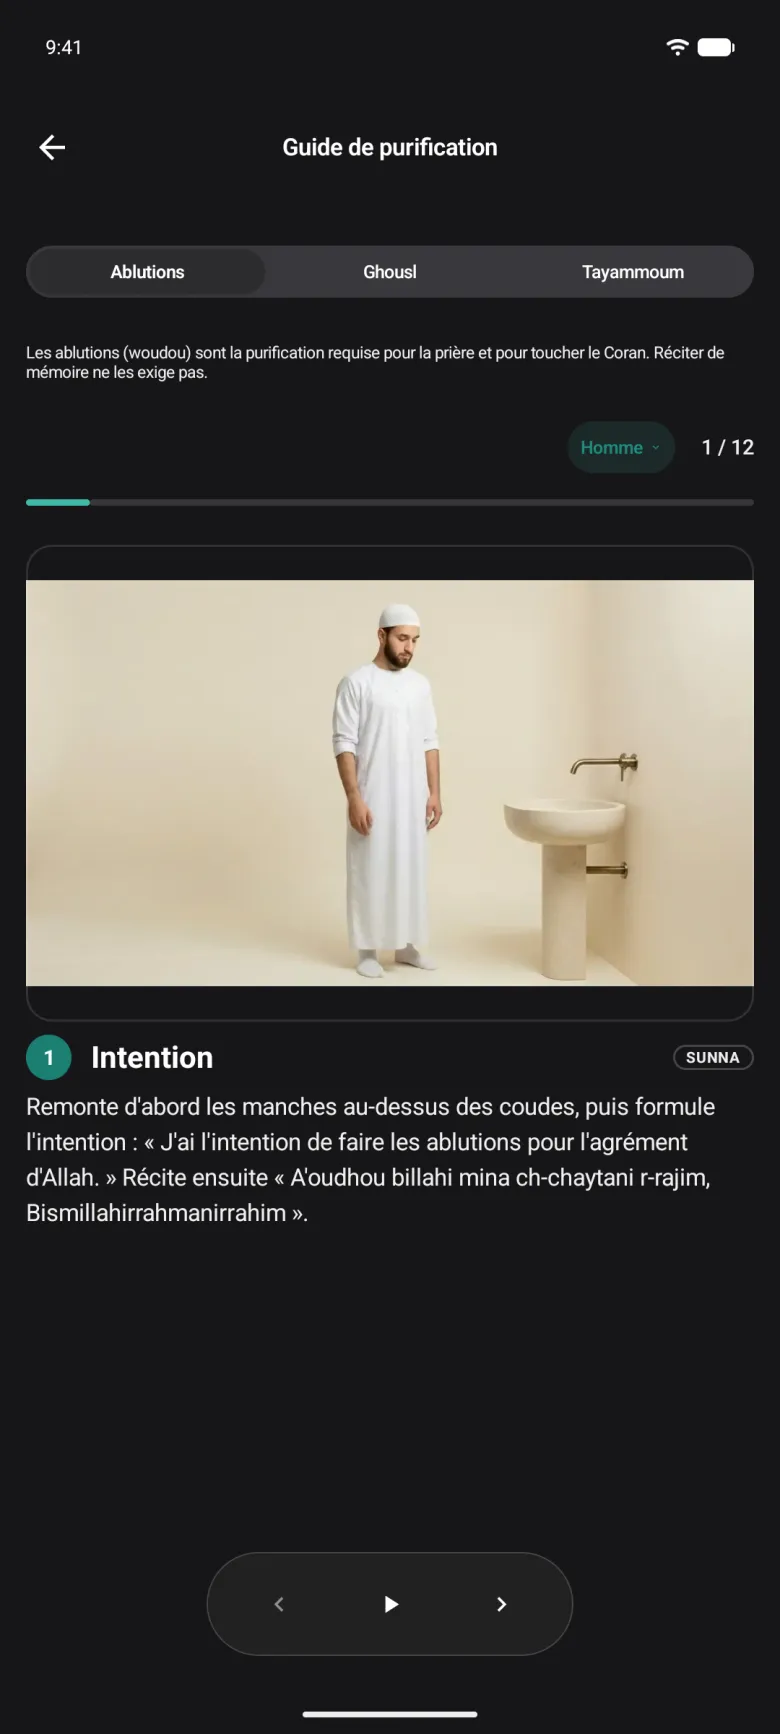 9:41
Guide de purification
Ablutions
Ghousl
Tayammoum
Les ablutions (woudou) sont la purification requise pour la prière et pour toucher le Coran. Réciter de
mémoire ne les exige pas.
Homme
1 / 12
1
Intention
SUNNA
Remonte d'abord les manches au-dessus des coudes, puis formule
l'intention : « J'ai l'intention de faire les ablutions pour l'agrément
d'Allah. » Récite ensuite « A'oudhou billahi mina ch-chaytani r-rajim,
Bismillahirrahmanirrahim ».